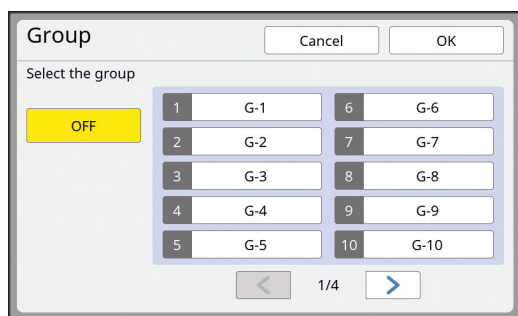 Group
Cancel
OK
Select the group
OFF
1 G-1
6 G-6
2 G-2
7 G-7
3 G-3
8 G-8
4 G-4
9 G-9
5 G-5
10 G-10
1/4